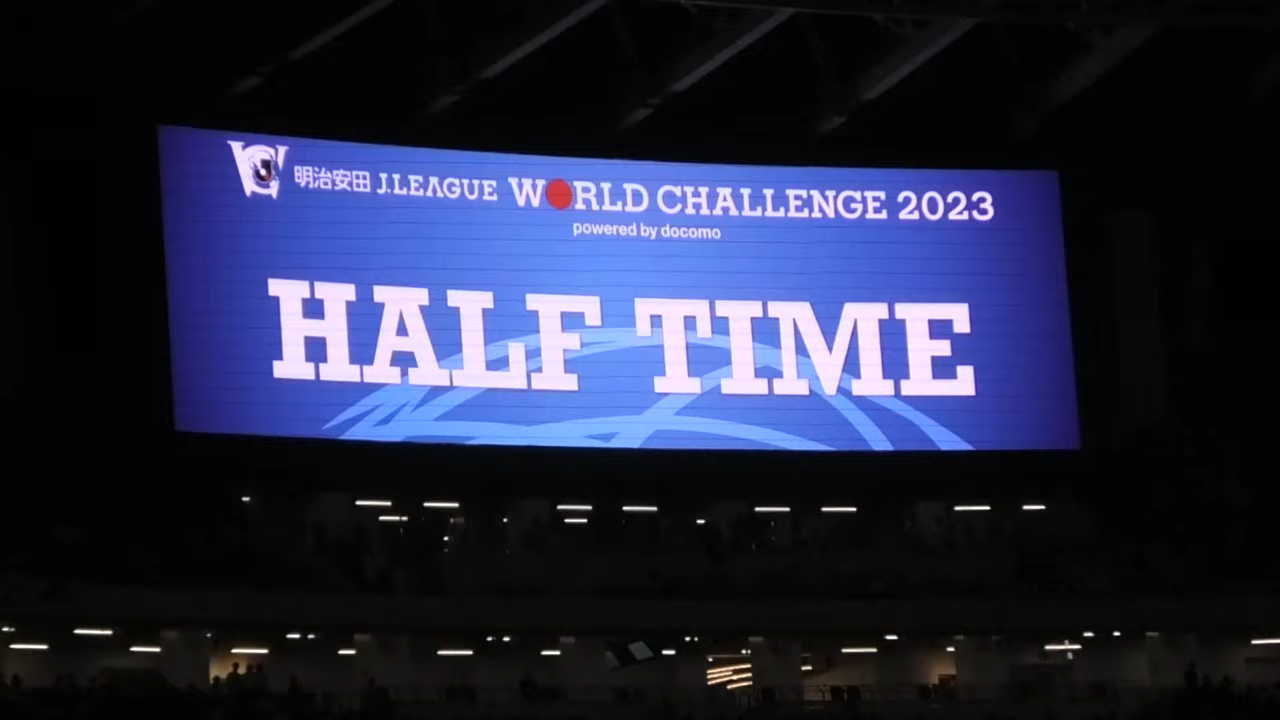 明治安田 J.LEAGUE WORLD CHALLENGE 2023
powered by docomo
HALF TIME